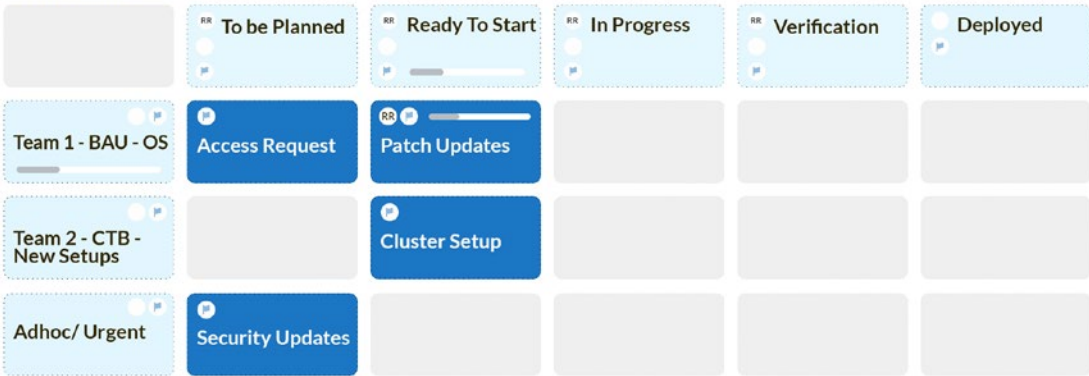 RR To be Planned
RR Ready To Start
RR In Progress
RR Verification
Deployed
Team 1 - BAU - OS
Access Request
RR
Patch Updates
Team 2 - CTB -
New Setups
Cluster Setup
Adhoc/ Urgent
Security Updates